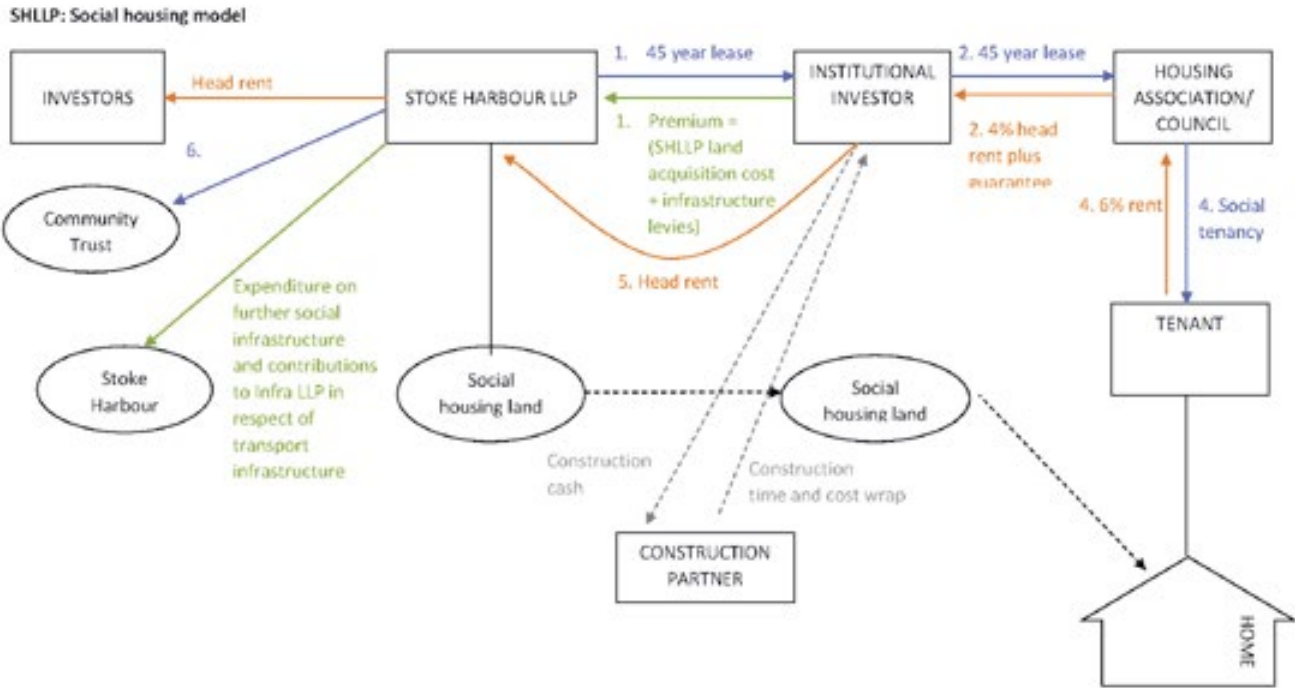 SHLLP: Social housing model
INVESTORS
Head rent
STOKE HARBOUR LLP
1. 45 year lease
INSTITUTIONAL
INVESTOR
2. 45 year lease
HOUSING
ASSOCIATION/
COUNCIL
1. Premium =
(SHLLP land
acquisition cost
+ infrastructure
levies)
2. 4% head
rent plus
guarantee
6.
Community
Trust
4. 6% rent
4. Social
tenancy
5. Head rent
Expenditure on
further social
infrastructure
and contributions
to Infra LLP in
respect of
transport
infrastructure
TENANT
Stoke
Harbour
Social
housing land
Social
housing land
Construction
cash
Construction
time and cost wrap
CONSTRUCTION
PARTNER
HOME